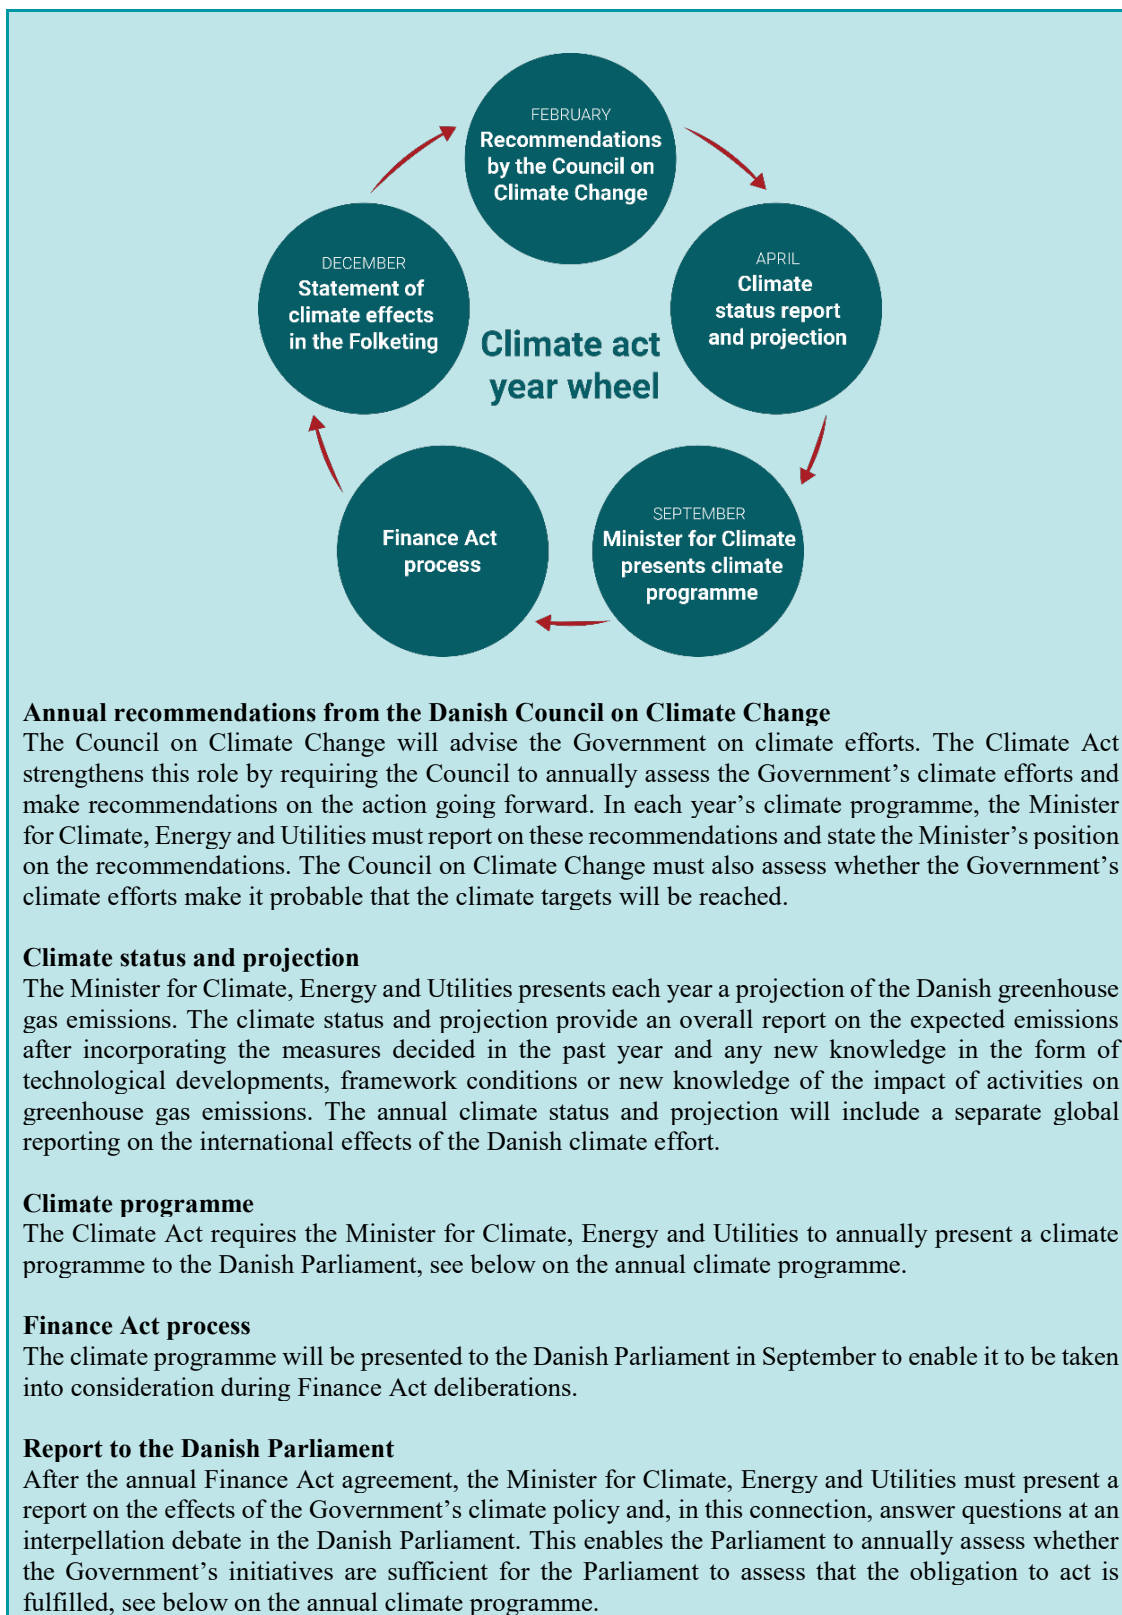 FEBRUARY
Recommendations
by the Council on
Climate Change
APRIL
Climate
status report
and projection
SEPTEMBER
Minister for Climate
presents climate
programme
Finance Act
process
DECEMBER
Statement of
climate effects
in the Folketing
Climate act
year wheel
Annual recommendations from the Danish Council on Climate Change
The Council on Climate Change will advise the Government on climate efforts. The Climate Act
strengthens this role by requiring the Council to annually assess the Government’s climate efforts and
make recommendations on the action going forward. In each year’s climate programme, the Minister
for Climate, Energy and Utilities must report on these recommendations and state the Minister’s position
on the recommendations. The Council on Climate Change must also assess whether the Government’s
climate efforts make it probable that the climate targets will be reached.
Climate status and projection
The Minister for Climate, Energy and Utilities presents each year a projection of the Danish greenhouse
gas emissions. The climate status and projection provide an overall report on the expected emissions
after incorporating the measures decided in the past year and any new knowledge in the form of
technological developments, framework conditions or new knowledge of the impact of activities on
greenhouse gas emissions. The annual climate status and projection will include a separate global
reporting on the international effects of the Danish climate effort.
Climate programme
The Climate Act requires the Minister for Climate, Energy and Utilities to annually present a climate
programme to the Danish Parliament, see below on the annual climate programme.
Finance Act process
The climate programme will be presented to the Danish Parliament in September to enable it to be taken
into consideration during Finance Act deliberations.
Report to the Danish Parliament
After the annual Finance Act agreement, the Minister for Climate, Energy and Utilities must present a
report on the effects of the Government’s climate policy and, in this connection, answer questions at an
interpellation debate in the Danish Parliament. This enables the Parliament to annually assess whether
the Government’s initiatives are sufficient for the Parliament to assess that the obligation to act is
fulfilled, see below on the annual climate programme.